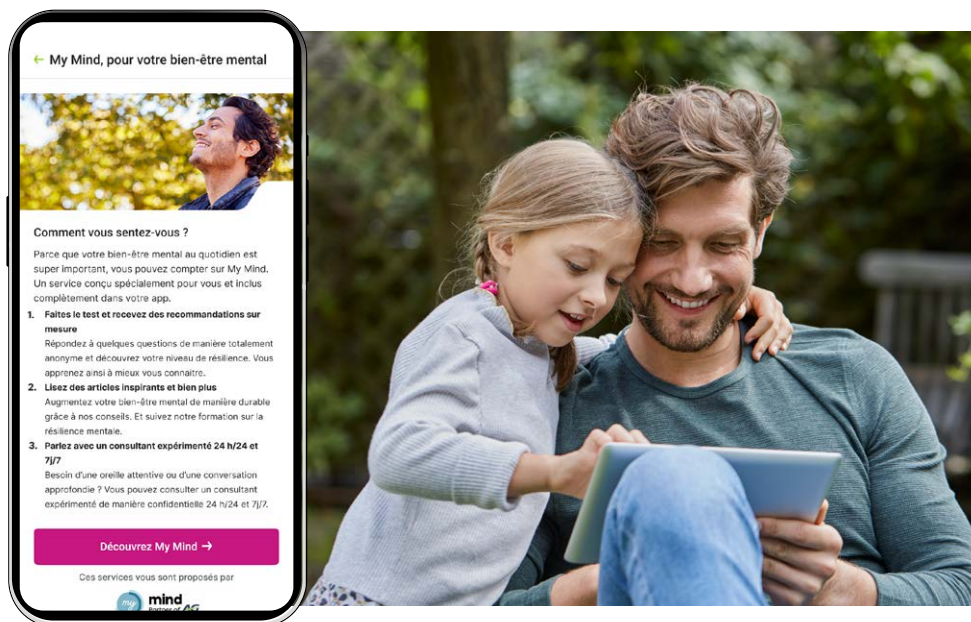 ← My Mind, pour votre bien-être mental
Comment vous sentez-vous ?
Parce que votre bien-être mental au quotidien est
super important, vous pouvez compter sur My Mind.
Un service conçu spécialement pour vous et inclus
complètement dans votre app.
1. Faites le test et recevez des recommandations sur
mesure
Répondez à quelques questions de manière totalement
anonyme et découvrez votre niveau de résilience. Vous
apprenez ainsi à mieux vous connaitre.
2. Lisez des articles inspirants et bien plus
Augmentez votre bien-être mental de manière durable
grâce à nos conseils. Et suivez notre formation sur la
résilience mentale.
3. Parlez avec un consultant expérimenté 24 h/24 et
7j/7
Besoin d'une oreille attentive ou d'une conversation
approfondie ? Vous pouvez consulter un consultant
expérimenté de manière confidentielle 24 h/24 et 7j/7.
Découvrez My Mind →
Ces services vous sont proposés par
my mind
Partner of AG